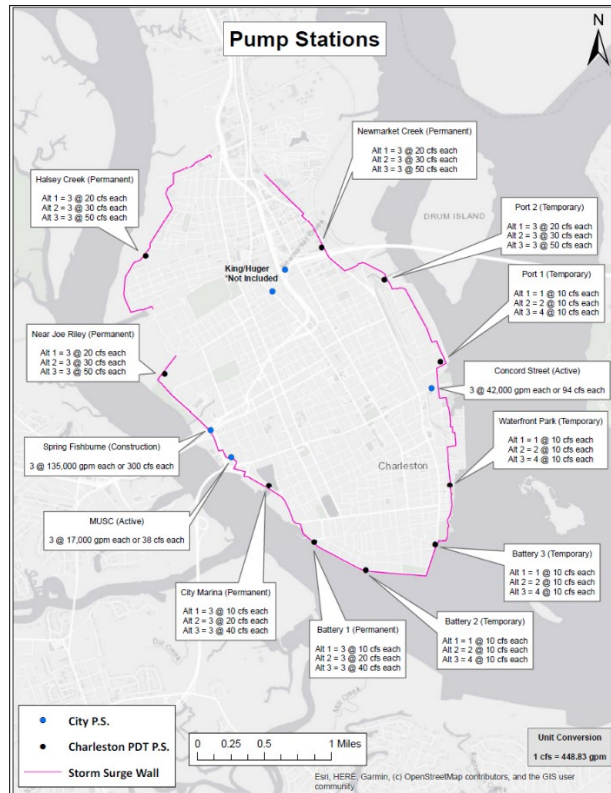 Pump Stations
N
Newmarket Creek (Permanent)
Alt 1 = 3 @ 20 cfs each
Alt 2 = 3 @ 30 cfs each
Alt 3 = 3 @ 50 cfs each
Halsey Creek (Permanent)
Alt 1 = 3 @ 20 cfs each
Alt 2 = 3 @ 30 cfs each
Alt 3 = 3 @ 50 cfs each
Port 2 (Temporary)
Alt 1 = 3 @ 20 cfs each
Alt 2 = 3 @ 30 cfs each
Alt 3 = 3 @ 50 cfs each
DRUM ISLAND
King/Huger
*Not Included
Port 1 (Temporary)
Alt 1 = 1 @ 10 cfs each
Alt 2 = 2 @ 10 cfs each
Alt 3 = 4 @ 10 cfs each
Near Joe Riley (Permanent)
Alt 1 = 3 @ 20 cfs each
Alt 2 = 3 @ 30 cfs each
Alt 3 = 3 @ 50 cfs each
Concord Street (Active)
3 @ 42,000 gpm each or 94 cfs each
Spring Fishburne (Construction)
3 @ 135,000 gpm each or 300 cfs each
Waterfront Park (Temporary)
Alt 1 = 1 @ 10 cfs each
Alt 2 = 2 @ 10 cfs each
Alt 3 = 4 @ 10 cfs each
Charleston
MUSC (Active)
3 @ 17,000 gpm each or 38 cfs each
Battery 3 (Temporary)
Alt 1 = 1 @ 10 cfs each
Alt 2 = 2 @ 10 cfs each
Alt 3 = 4 @ 10 cfs each
City Marina (Permanent)
Alt 1 = 3 @ 10 cfs each
Alt 2 = 3 @ 20 cfs each
Alt 3 = 3 @ 40 cfs each
Battery 1 (Permanent)
Alt 1 = 3 @ 10 cfs each
Alt 2 = 3 @ 20 cfs each
Alt 3 = 3 @ 40 cfs each
Battery 2 (Temporary)
Alt 1 = 1 @ 10 cfs each
Alt 2 = 2 @ 10 cfs each
Alt 3 = 4 @ 10 cfs each
City P.S.
Charleston PDT P.S.
Storm Surge Wall
0 0.25 0.5 1 Miles
Unit Conversion
1 cfs = 448.83 gpm
Esri, HERE, Garmin, (c) OpenStreetMap contributors, and the GIS user
community